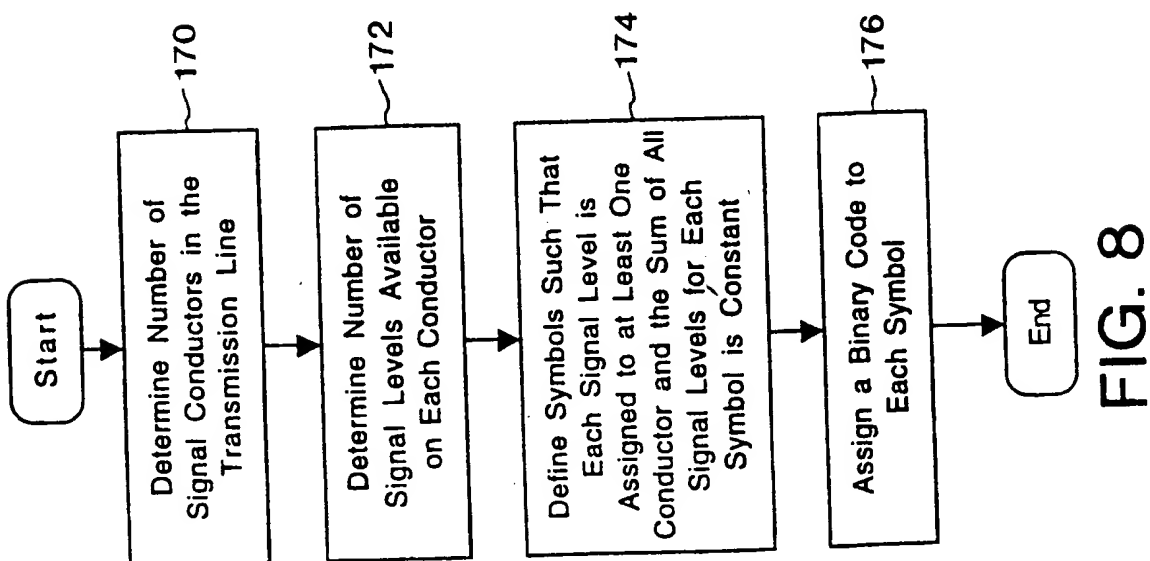 Start
170
Determine Number of
Signal Conductors in the
Transmission Line
172
Determine Number of
Signal Levels Available
on Each Conductor
174
Define Symbols Such That
Each Signal Level is
Assigned to at Least One
Conductor and the Sum of All
Signal Levels for Each
Symbol is Constant
176
Assign a Binary Code to
Each Symbol
End
FIG. 8